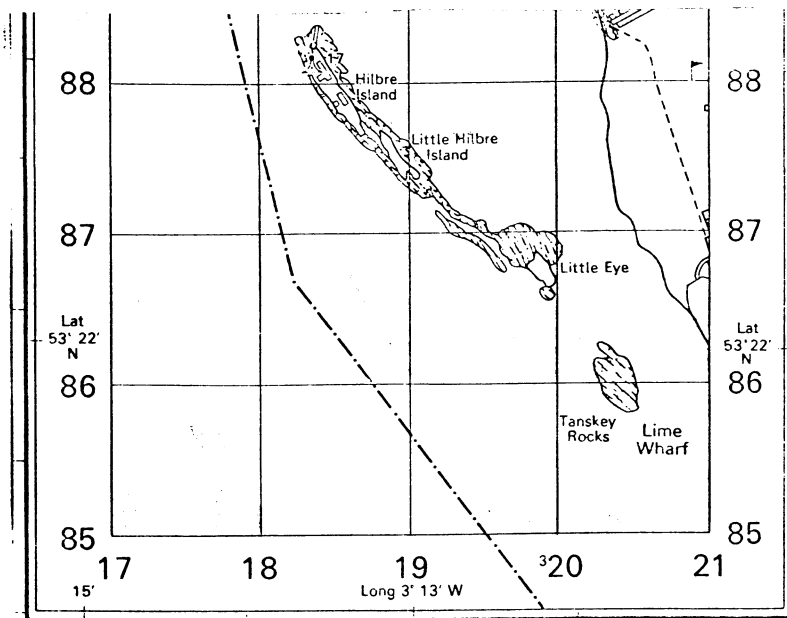 88
Hilbre
Island
88
Little Hilbre
Island
87
87
Little Eye
Lat
53° 22'
N
Lat
53° 22'
N
86
86
Tanskey
Rocks
Lime
Wharf
85
85
17
18
19
³20
21
15'
Long 3° 13' W